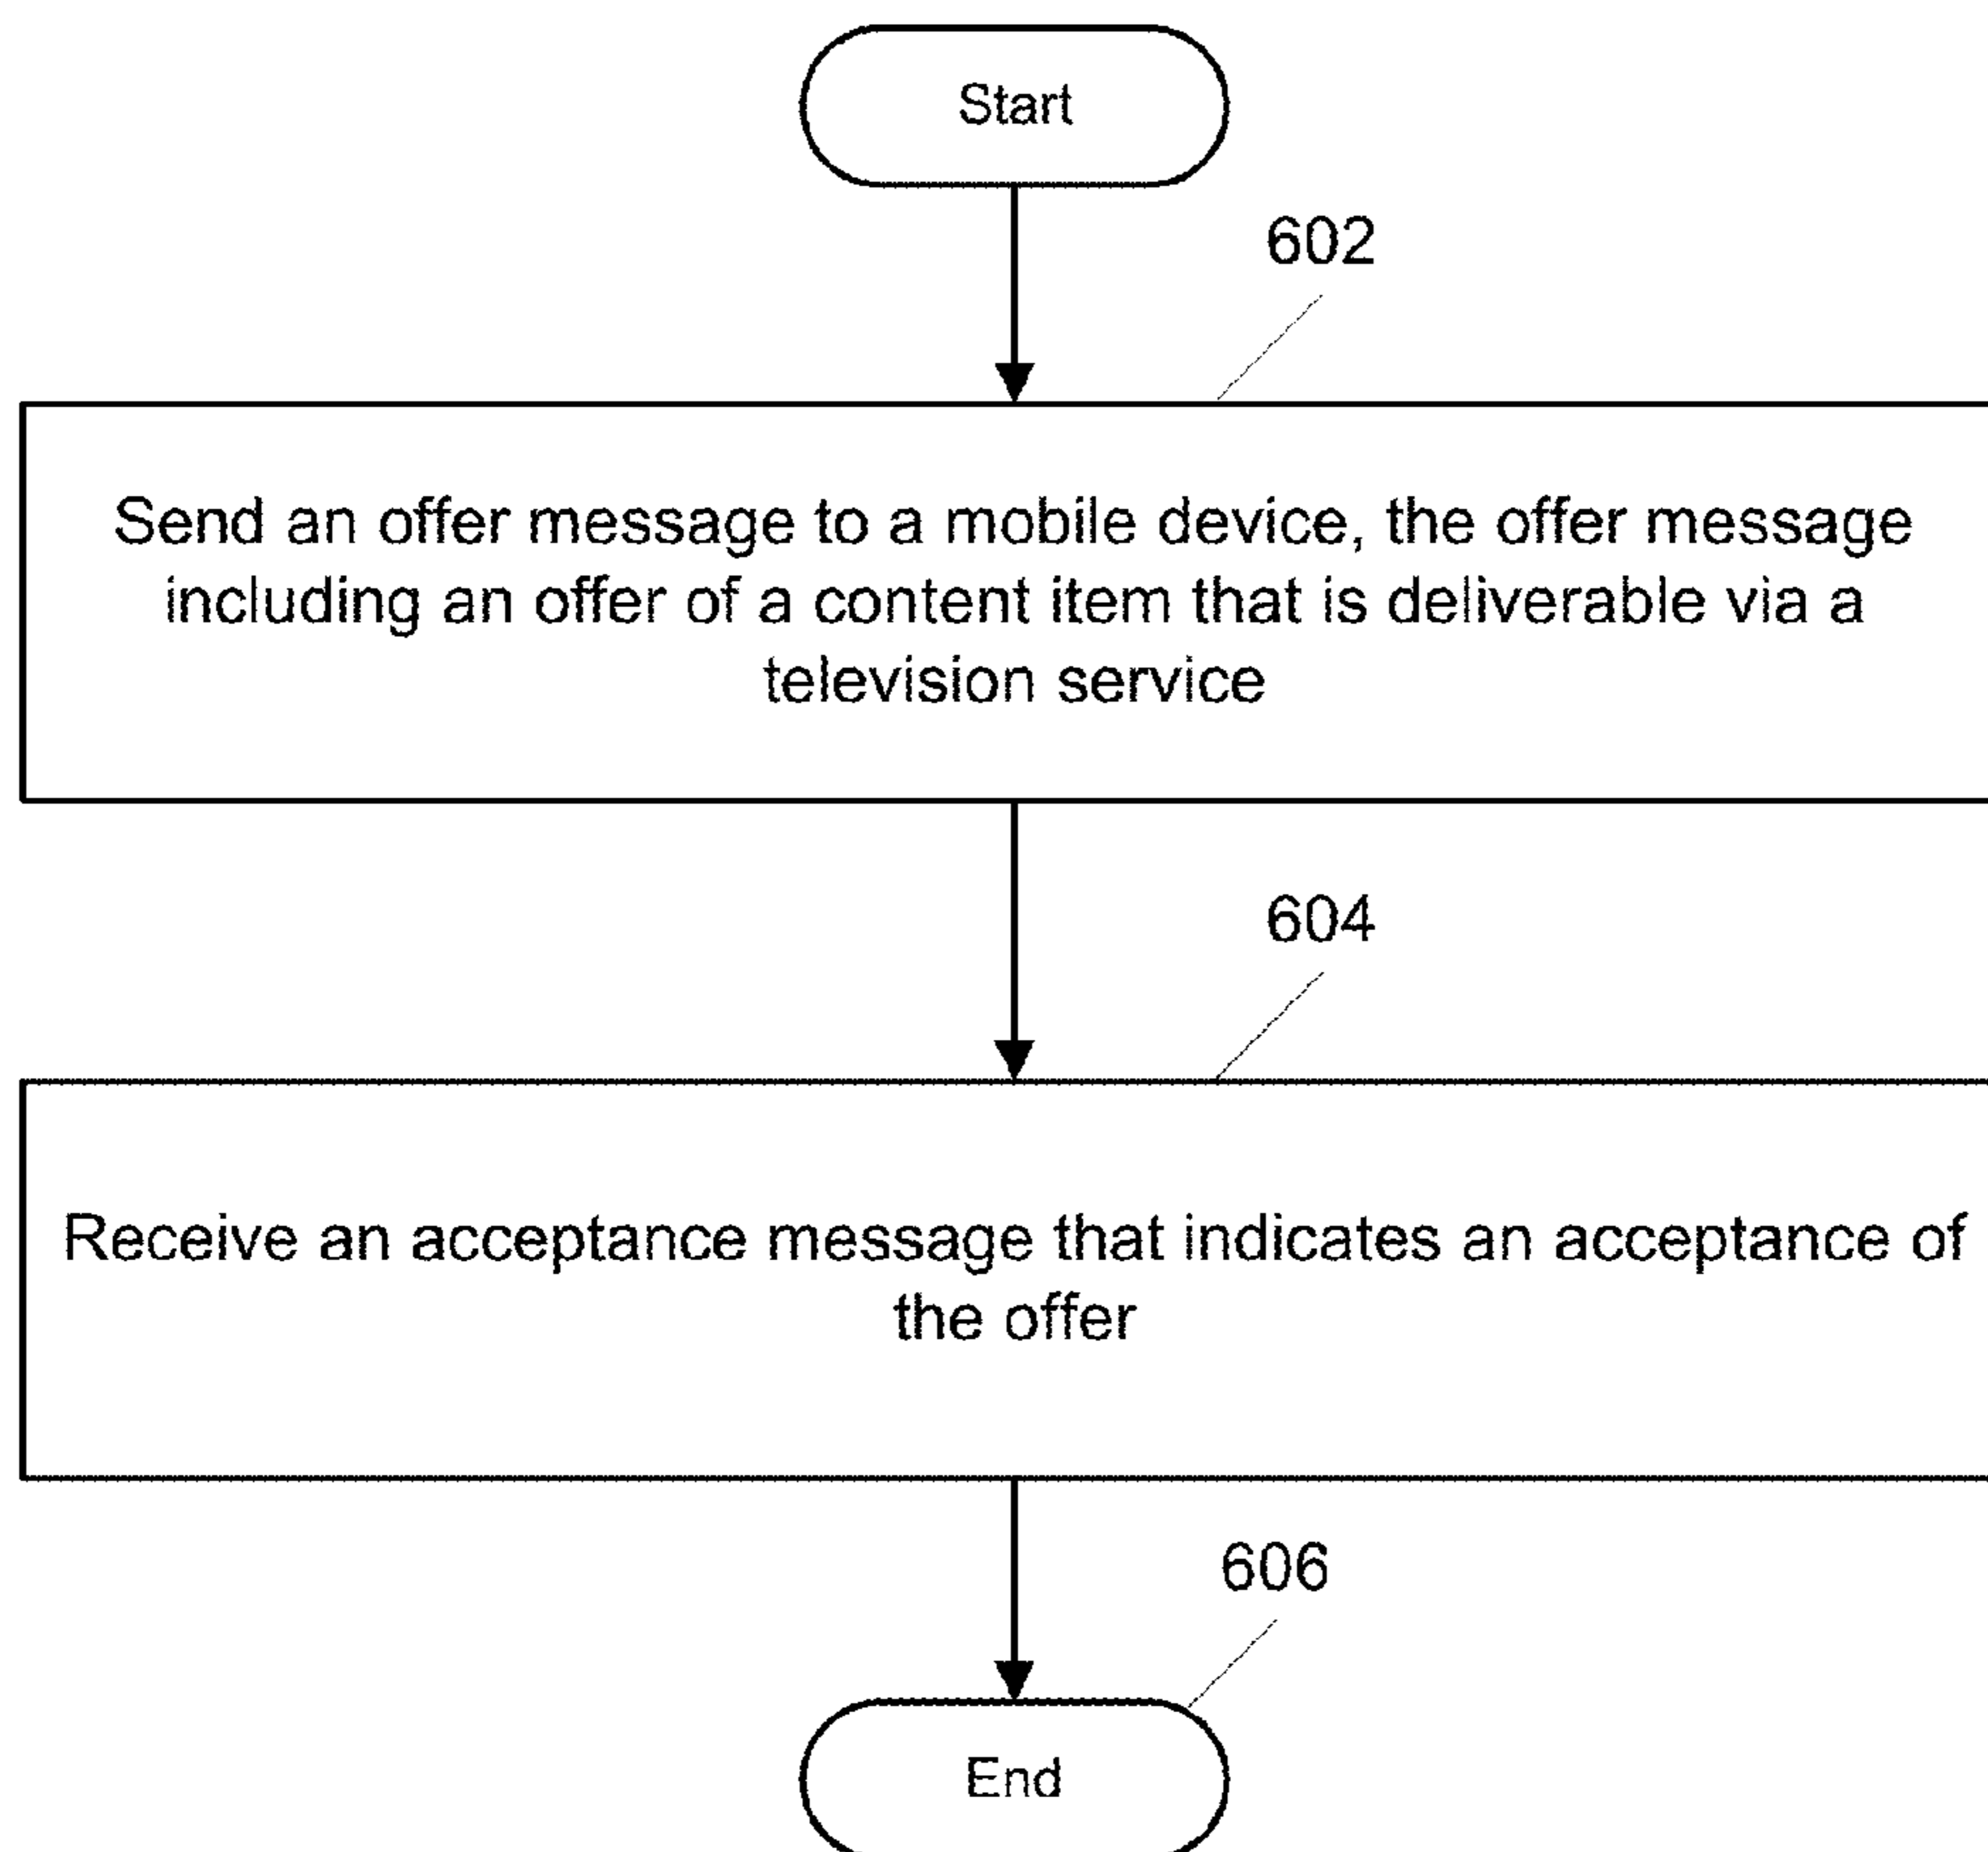 Start
602
Send an offer message to a mobile device, the offer message
including an offer of a content item that is deliverable via a
television service
604
Receive an acceptance message that indicates an acceptance of
the offer
606
End